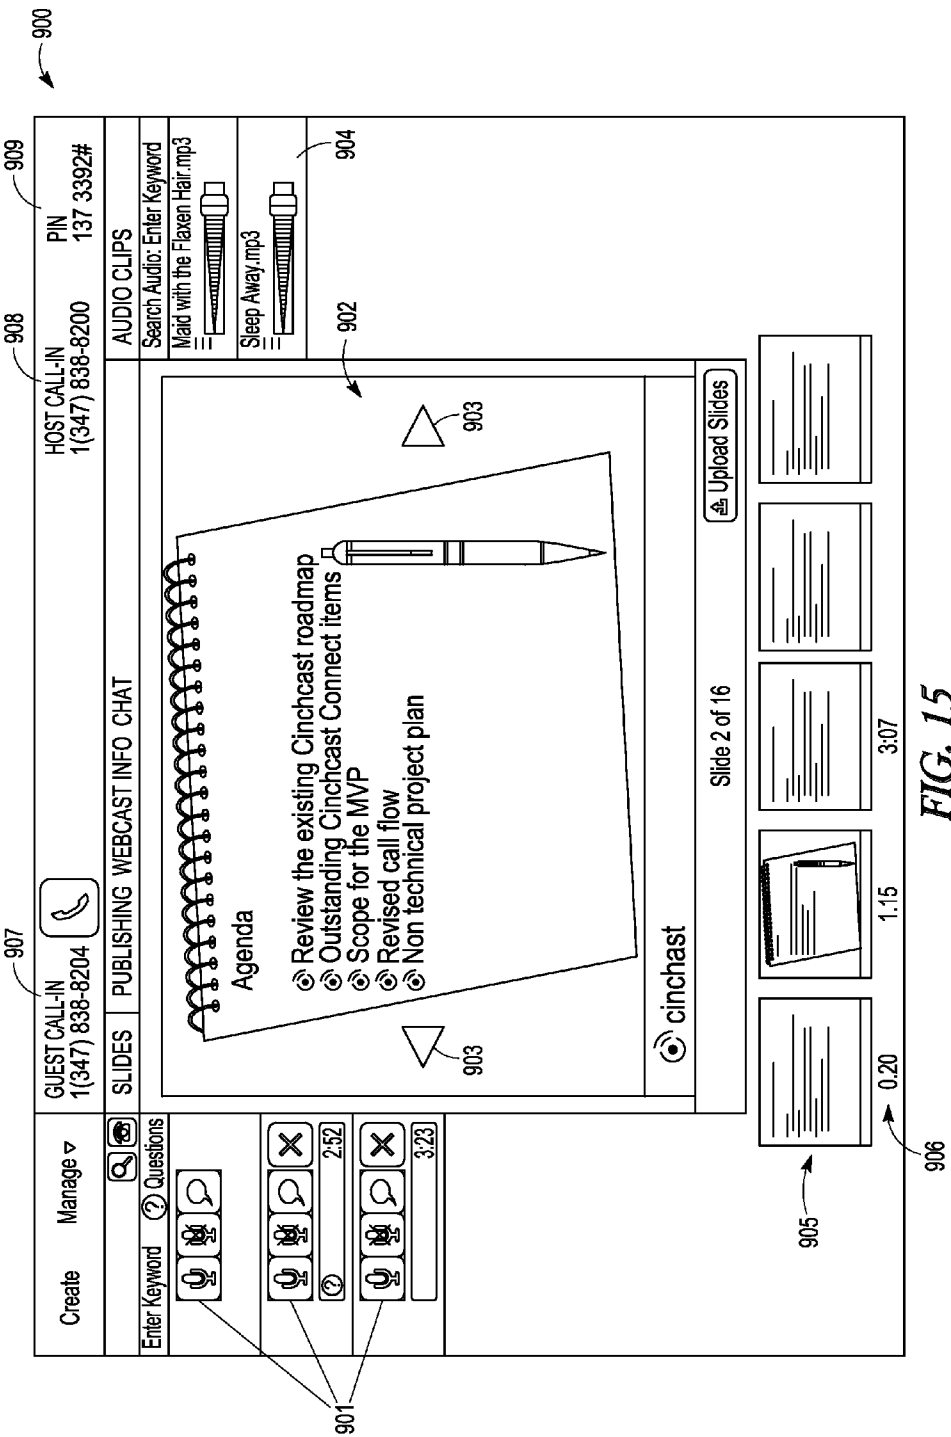 900
907
908
909
Create
Manage
GUEST CALL-IN
1(347) 838-8204
HOST CALL-IN
1(347) 838-8200
PIN
137 3392#
SLIDES
PUBLISHING WEBCAST INFO CHAT
AUDIO CLIPS
Enter Keyword
? Questions
Search Audio: Enter Keyword
Maid with the Flaxen Hair.mp3
Sleep Away.mp3
904
?
2:52
3:23
901
Agenda
Review the existing Cinchcast roadmap
Outstanding Cinchcast Connect items
Scope for the MVP
Revised call flow
Non technical project plan
902
903
903
cinchast
Slide 2 of 16
Upload Slides
905
0.20
1:15
3:07
906
FIG. 15